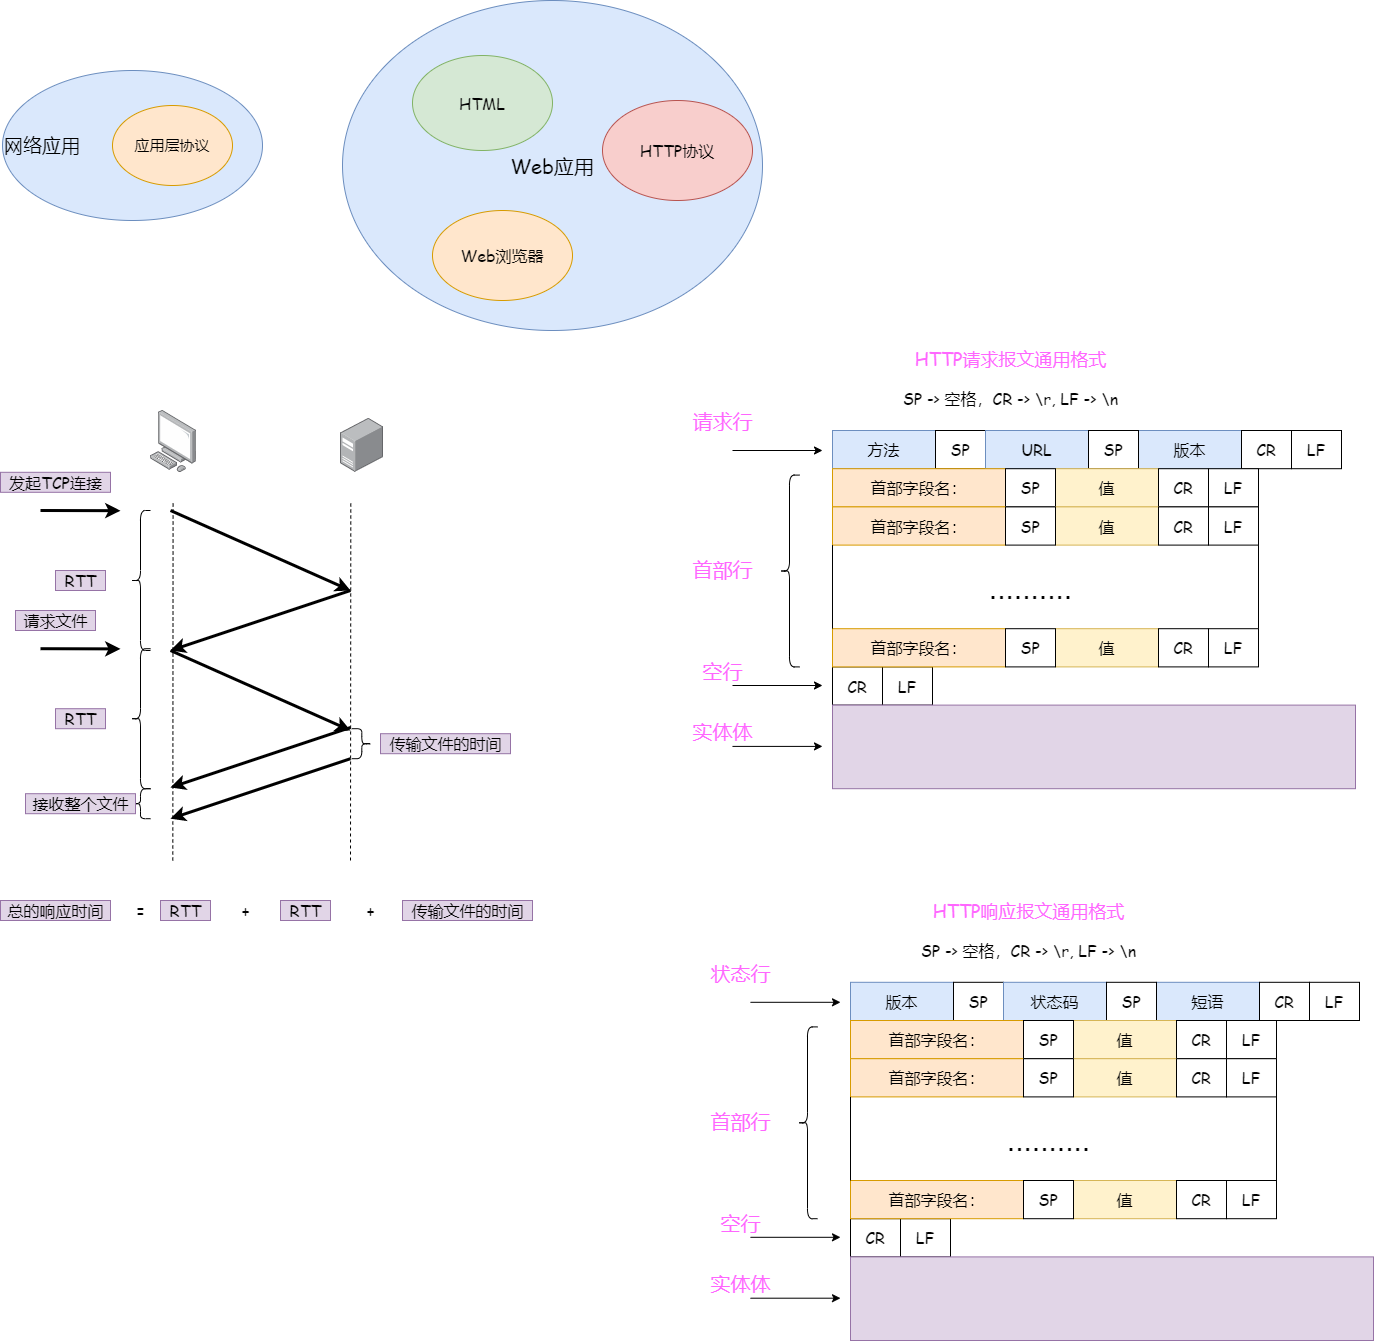 网络应用
应用层协议
HTML
Web应用
HTTP协议
Web浏览器
发起TCP连接
RTT
请求文件
RTT
传输文件的时间
接收整个文件
总的响应时间 = RTT + RTT + 传输文件的时间
HTTP请求报文通用格式
SP -> 空格，CR -> \r, LF -> \n
请求行
方法 SP URL SP 版本 CR LF
首部字段名： SP 值 CR LF
首部字段名： SP 值 CR LF
首部行
..........
首部字段名： SP 值 CR LF
空行
CR LF
实体体
HTTP响应报文通用格式
SP -> 空格，CR -> \r, LF -> \n
状态行
版本 SP 状态码 SP 短语 CR LF
首部字段名： SP 值 CR LF
首部字段名： SP 值 CR LF
首部行
..........
首部字段名： SP 值 CR LF
空行
CR LF
实体体